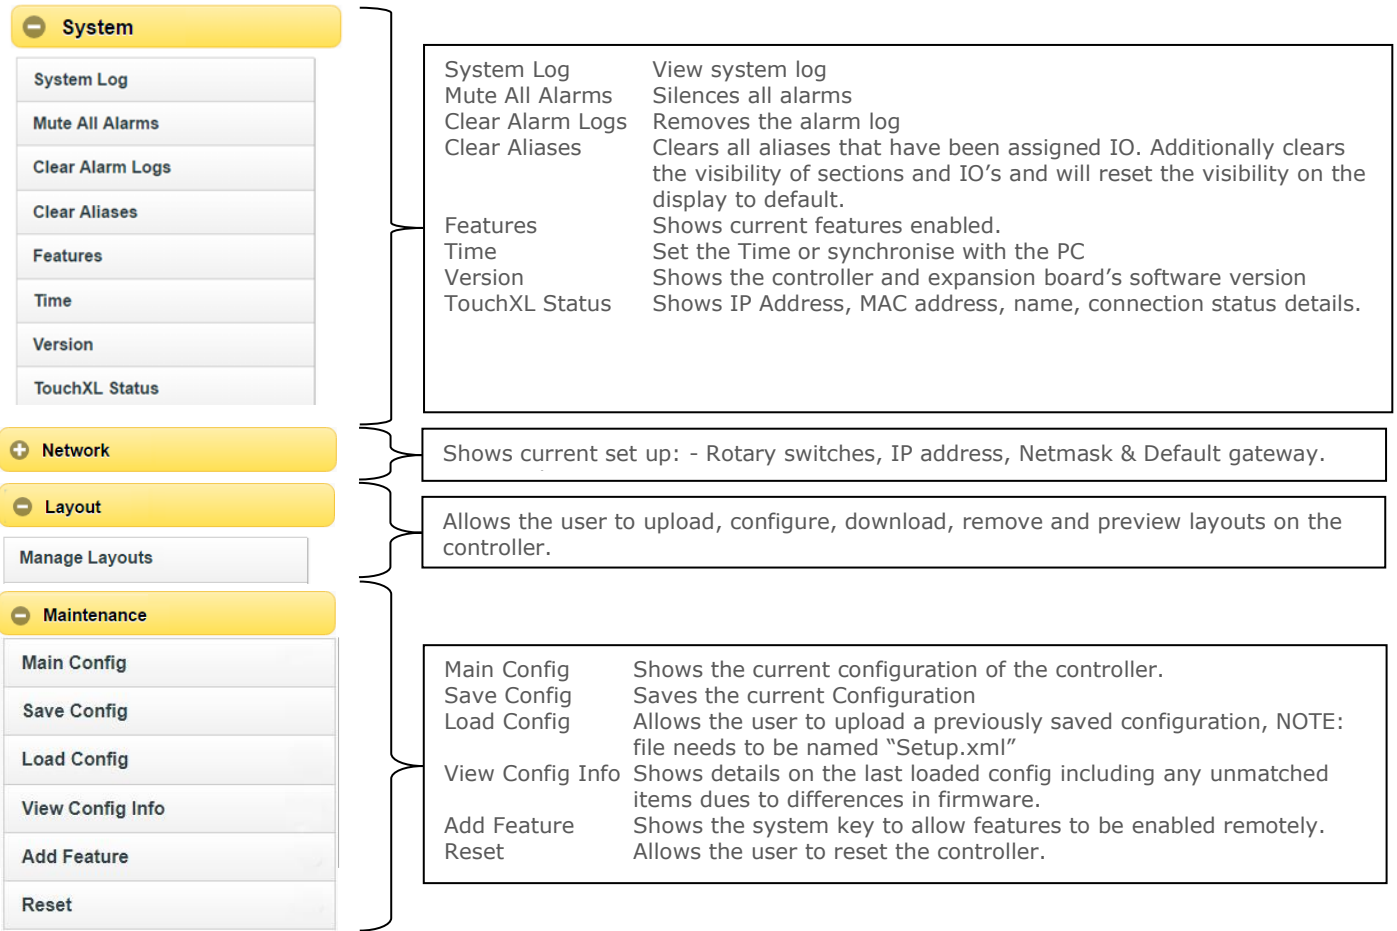 System
System Log
Mute All Alarms
Clear Alarm Logs
Clear Aliases
Features
Time
Version
TouchXL Status
System Log View system log
Mute All Alarms Silences all alarms
Clear Alarm Logs Removes the alarm log
Clear Aliases Clears all aliases that have been assigned IO. Additionally clears
the visibility of sections and IO’s and will reset the visibility on the
display to default.
Features Shows current features enabled.
Time Set the Time or synchronise with the PC
Version Shows the controller and expansion board’s software version
TouchXL Status Shows IP Address, MAC address, name, connection status details.
Network
Shows current set up: - Rotary switches, IP address, Netmask & Default gateway.
Layout
Manage Layouts
Allows the user to upload, configure, download, remove and preview layouts on the
controller.
Maintenance
Main Config
Save Config
Load Config
View Config Info
Add Feature
Reset
Main Config Shows the current configuration of the controller.
Save Config Saves the current Configuration
Load Config Allows the user to upload a previously saved configuration, NOTE:
file needs to be named “Setup.xml”
View Config Info Shows details on the last loaded config including any unmatched
items dues to differences in firmware.
Add Feature Shows the system key to allow features to be enabled remotely.
Reset Allows the user to reset the controller.